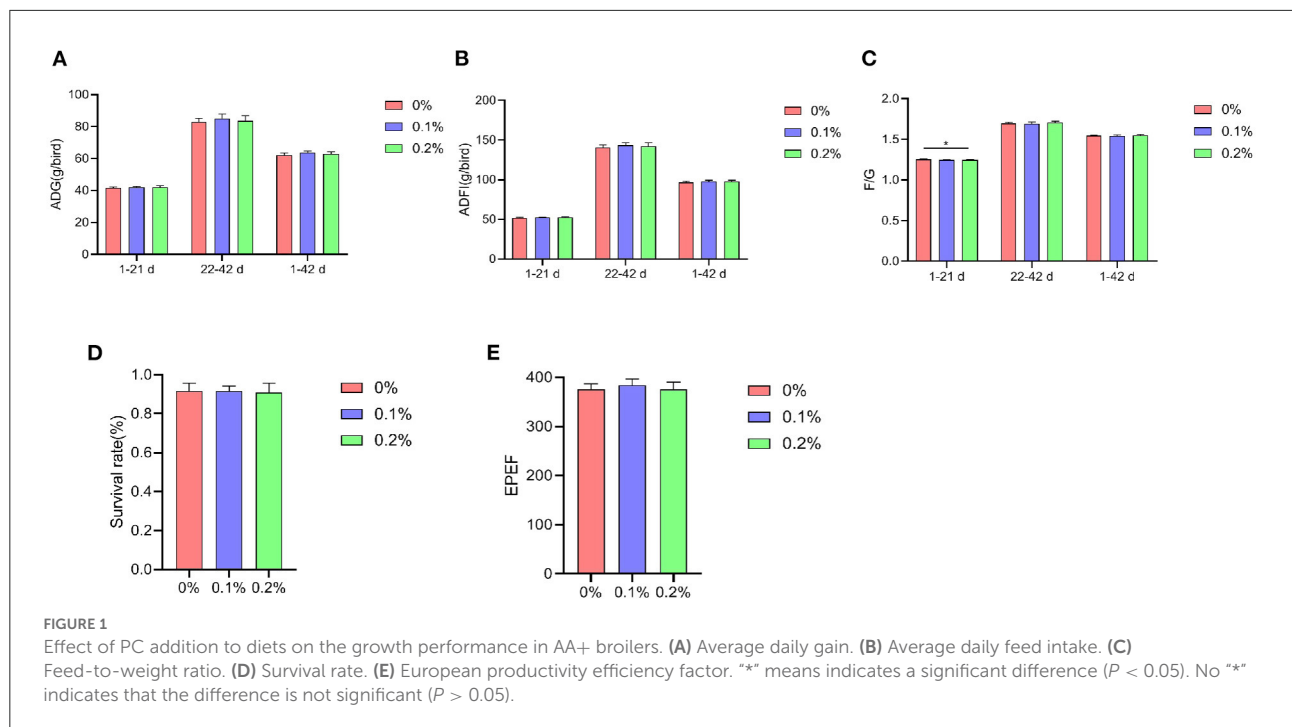 A
100
80
60
40
20
0
ADG(g/bird)
1-21 d
22-42 d
1-42 d
0%
0.1%
0.2%
B
200
150
100
50
0
ADFI(g/bird)
1-21 d
22-42 d
1-42 d
0%
0.1%
0.2%
C
2.0
1.5
1.0
0.5
0.0
F/G
*
1-21 d
22-42 d
1-42 d
0%
0.1%
0.2%
D
1.0
0.8
0.6
0.4
0.2
0.0
Survival rate(%)
0% 0.1% 0.2%
0%
0.1%
0.2%
E
400
300
200
100
0
EPEF
0% 0.1% 0.2%
0%
0.1%
0.2%
FIGURE 1
Effect of PC addition to diets on the growth performance in AA+ broilers. (A) Average daily gain. (B) Average daily feed intake. (C)
Feed-to-weight ratio. (D) Survival rate. (E) European productivity efficiency factor. "*" means indicates a significant difference (P < 0.05). No "*"
indicates that the difference is not significant (P > 0.05).